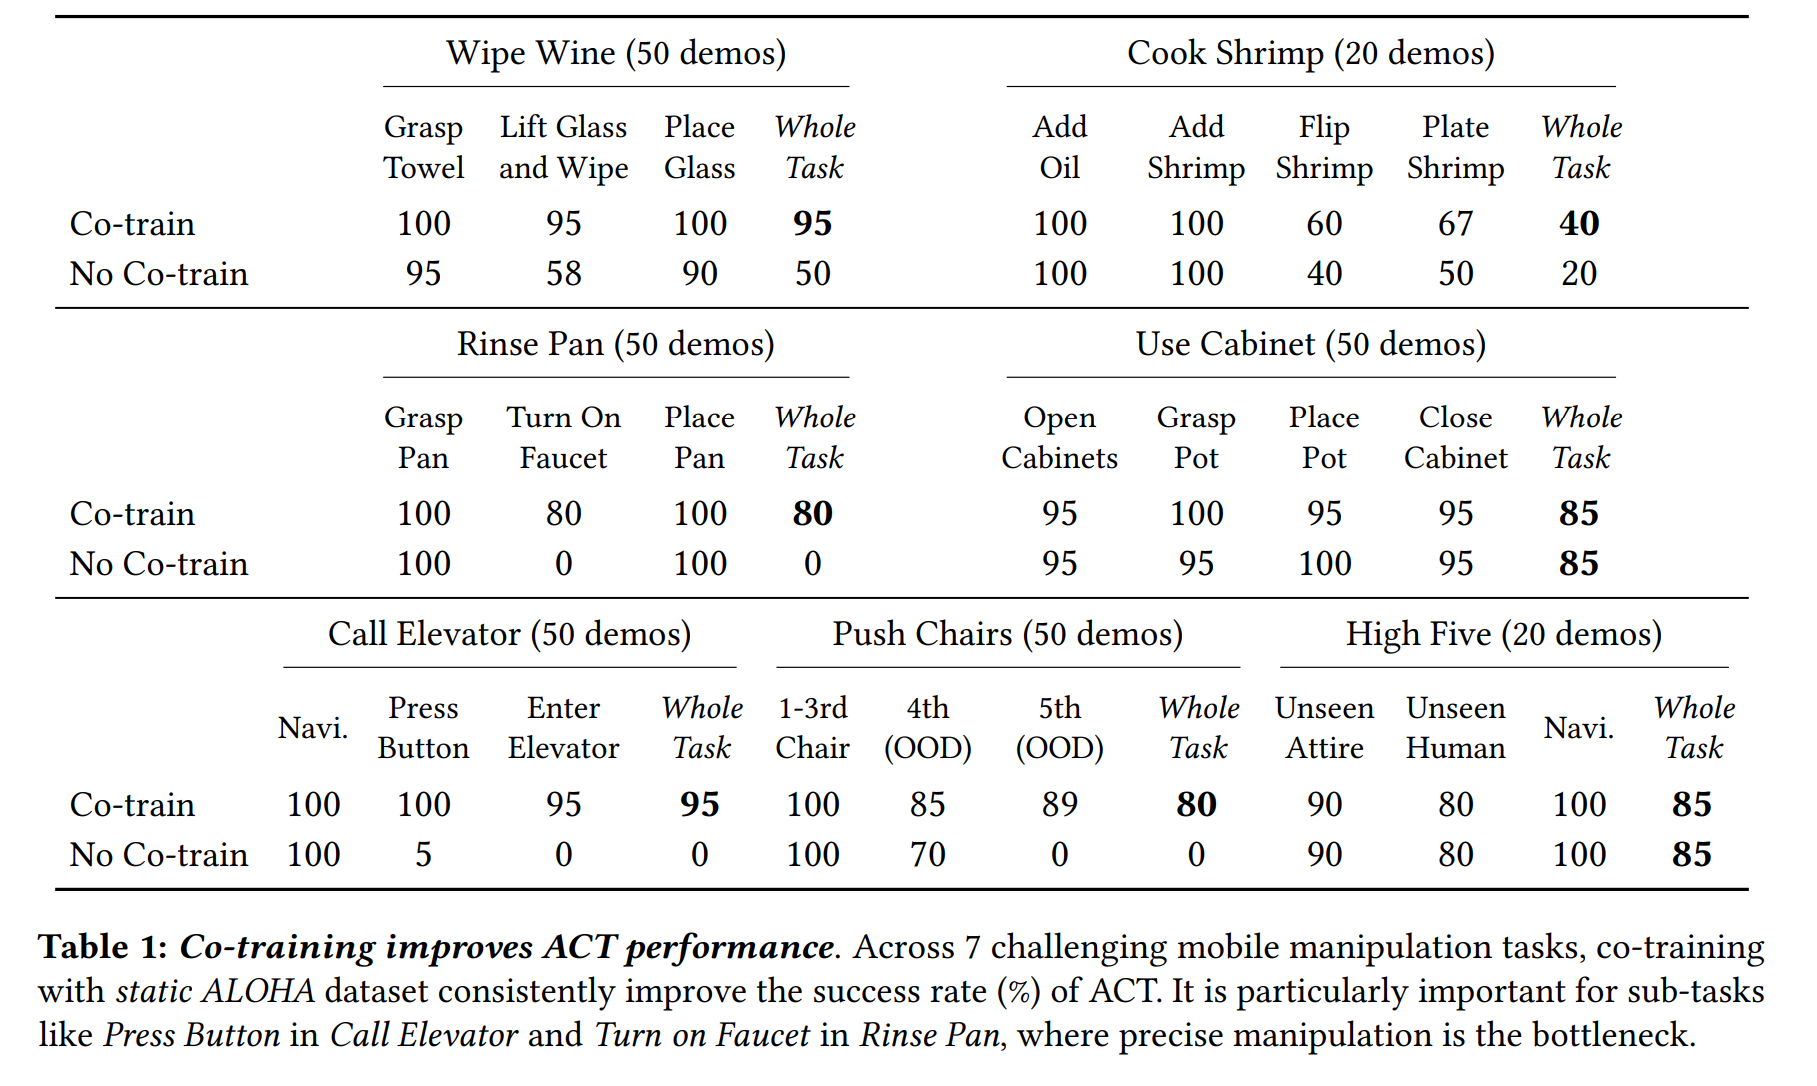 Wipe Wine (50 demos) Cook Shrimp (20 demos)
Grasp Lift Glass Place Whole Add Add Flip Plate Whole
Towel and Wipe Glass Task Oil Shrimp Shrimp Shrimp Task
Co-train 100 95 100 95 100 100 60 67 40
No Co-train 95 58 90 50 100 100 40 50 20
Rinse Pan (50 demos) Use Cabinet (50 demos)
Grasp Turn On Place Whole Open Grasp Place Close Whole
Pan Faucet Pan Task Cabinets Pot Pot Cabinet Task
Co-train 100 80 100 80 95 100 95 95 85
No Co-train 100 0 100 0 95 95 100 95 85
Call Elevator (50 demos) Push Chairs (50 demos) High Five (20 demos)
Press Enter Whole 1-3rd 4th 5th Whole Unseen Unseen Whole
Navi. Navi.
Button Elevator Task Chair (OOD) (OOD) Task Attire Human Task
Co-train 100 100 95 95 100 85 89 80 90 80 100 85
No Co-train 100 5 0 0 100 70 0 0 90 80 100 85
Table 1: Co-training improves ACT performance. Across 7 challenging mobile manipulation tasks, co-training
with static ALOHA dataset consistently improve the success rate (%) of ACT. It is particularly important for sub-tasks
like Press Button in Call Elevator and Turn on Faucet in Rinse Pan, where precise manipulation is the bottleneck.